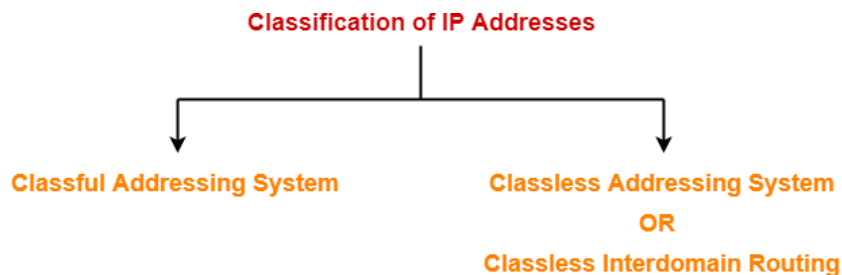 Classification of IP Addresses
Classful Addressing System
Classless Addressing System
OR
Classless Interdomain Routing